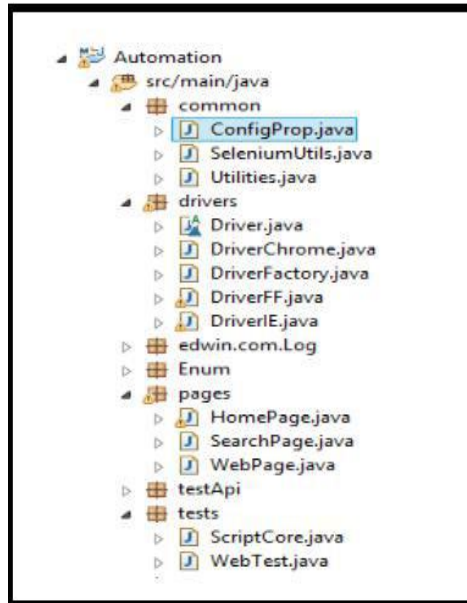 Automation
src/main/java
common
ConfigProp.java
SeleniumUtils.java
Utilities.java
drivers
Driver.java
DriverChrome.java
DriverFactory.java
DriverFF.java
DriverIE.java
edwin.com.Log
Enum
pages
HomePage.java
SearchPage.java
WebPage.java
testApi
tests
ScriptCore.java
WebTest.java